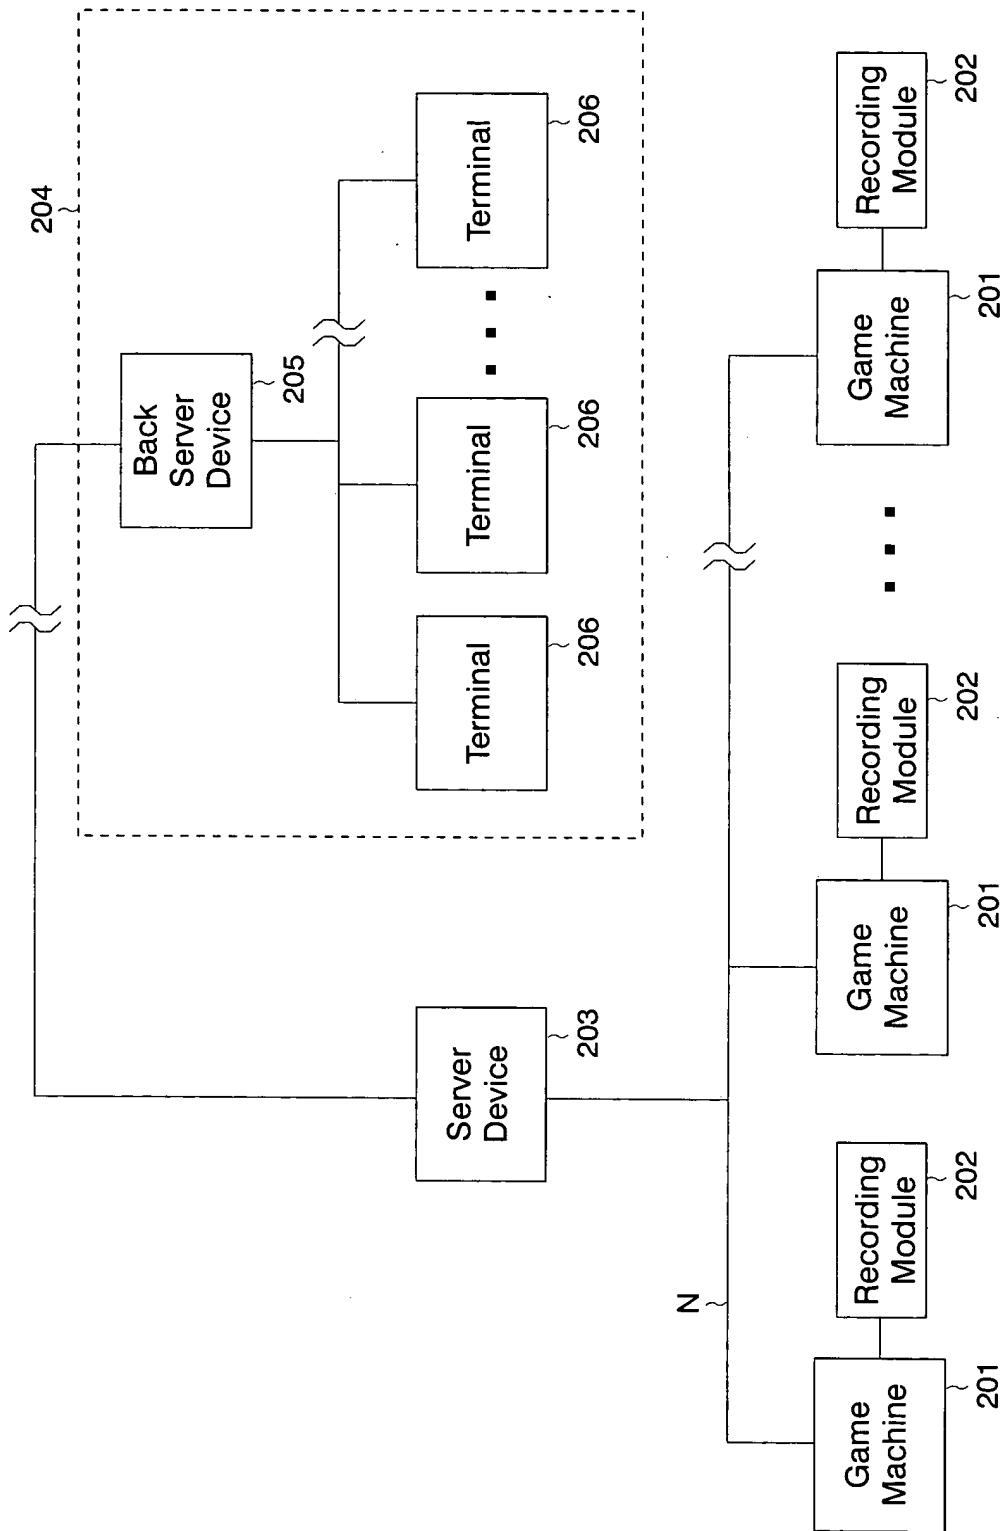 204
Back
Server
Device
205
Terminal
206
Terminal
206
Terminal
206
Server
Device
203
N
Game
Machine
201
Recording
Module
202
Game
Machine
201
Recording
Module
202
Game
Machine
201
Recording
Module
202